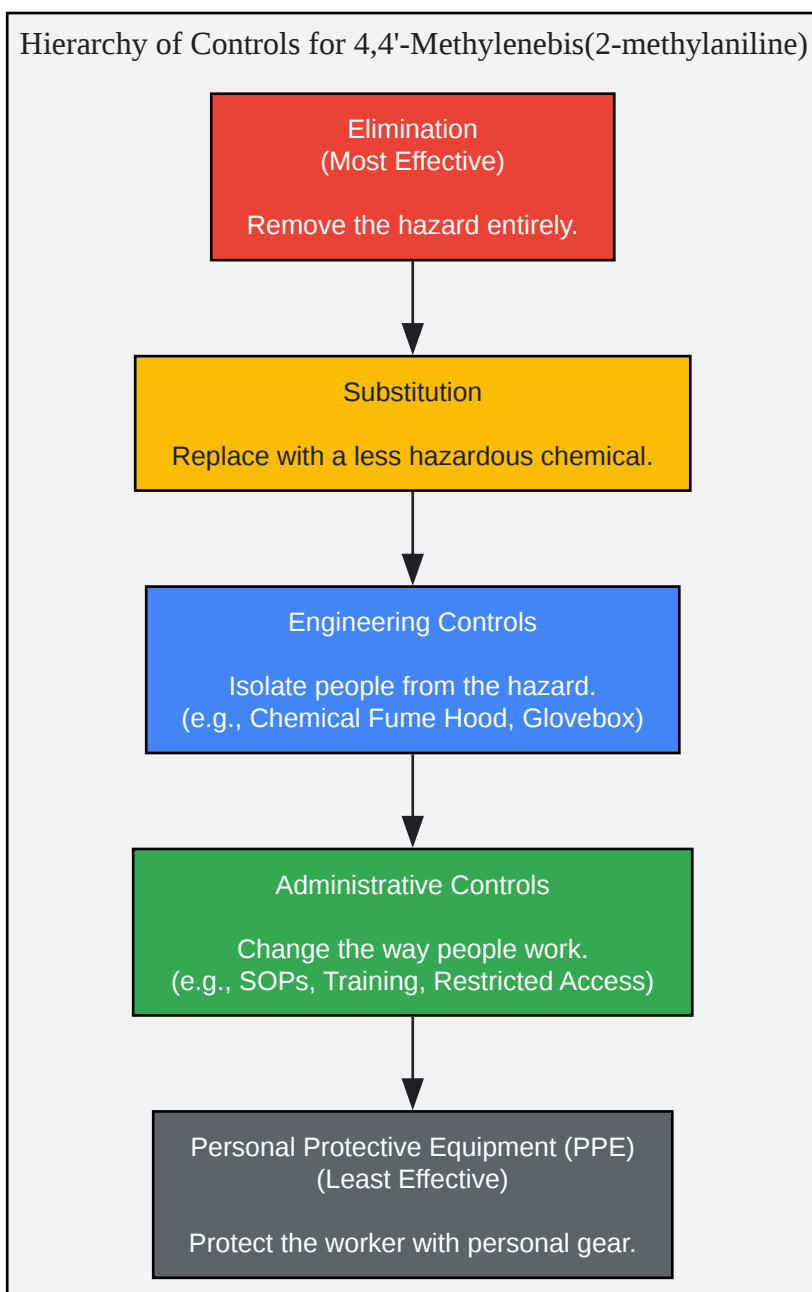 Hierarchy of Controls for 4,4'-Methylenebis(2-methylaniline)
Elimination
(Most Effective)
Remove the hazard entirely.
Substitution
Replace with a less hazardous chemical.
Engineering Controls
Isolate people from the hazard.
(e.g., Chemical Fume Hood, Glovebox)
Administrative Controls
Change the way people work.
(e.g., SOPs, Training, Restricted Access)
Personal Protective Equipment (PPE)
(Least Effective)
Protect the worker with personal gear.